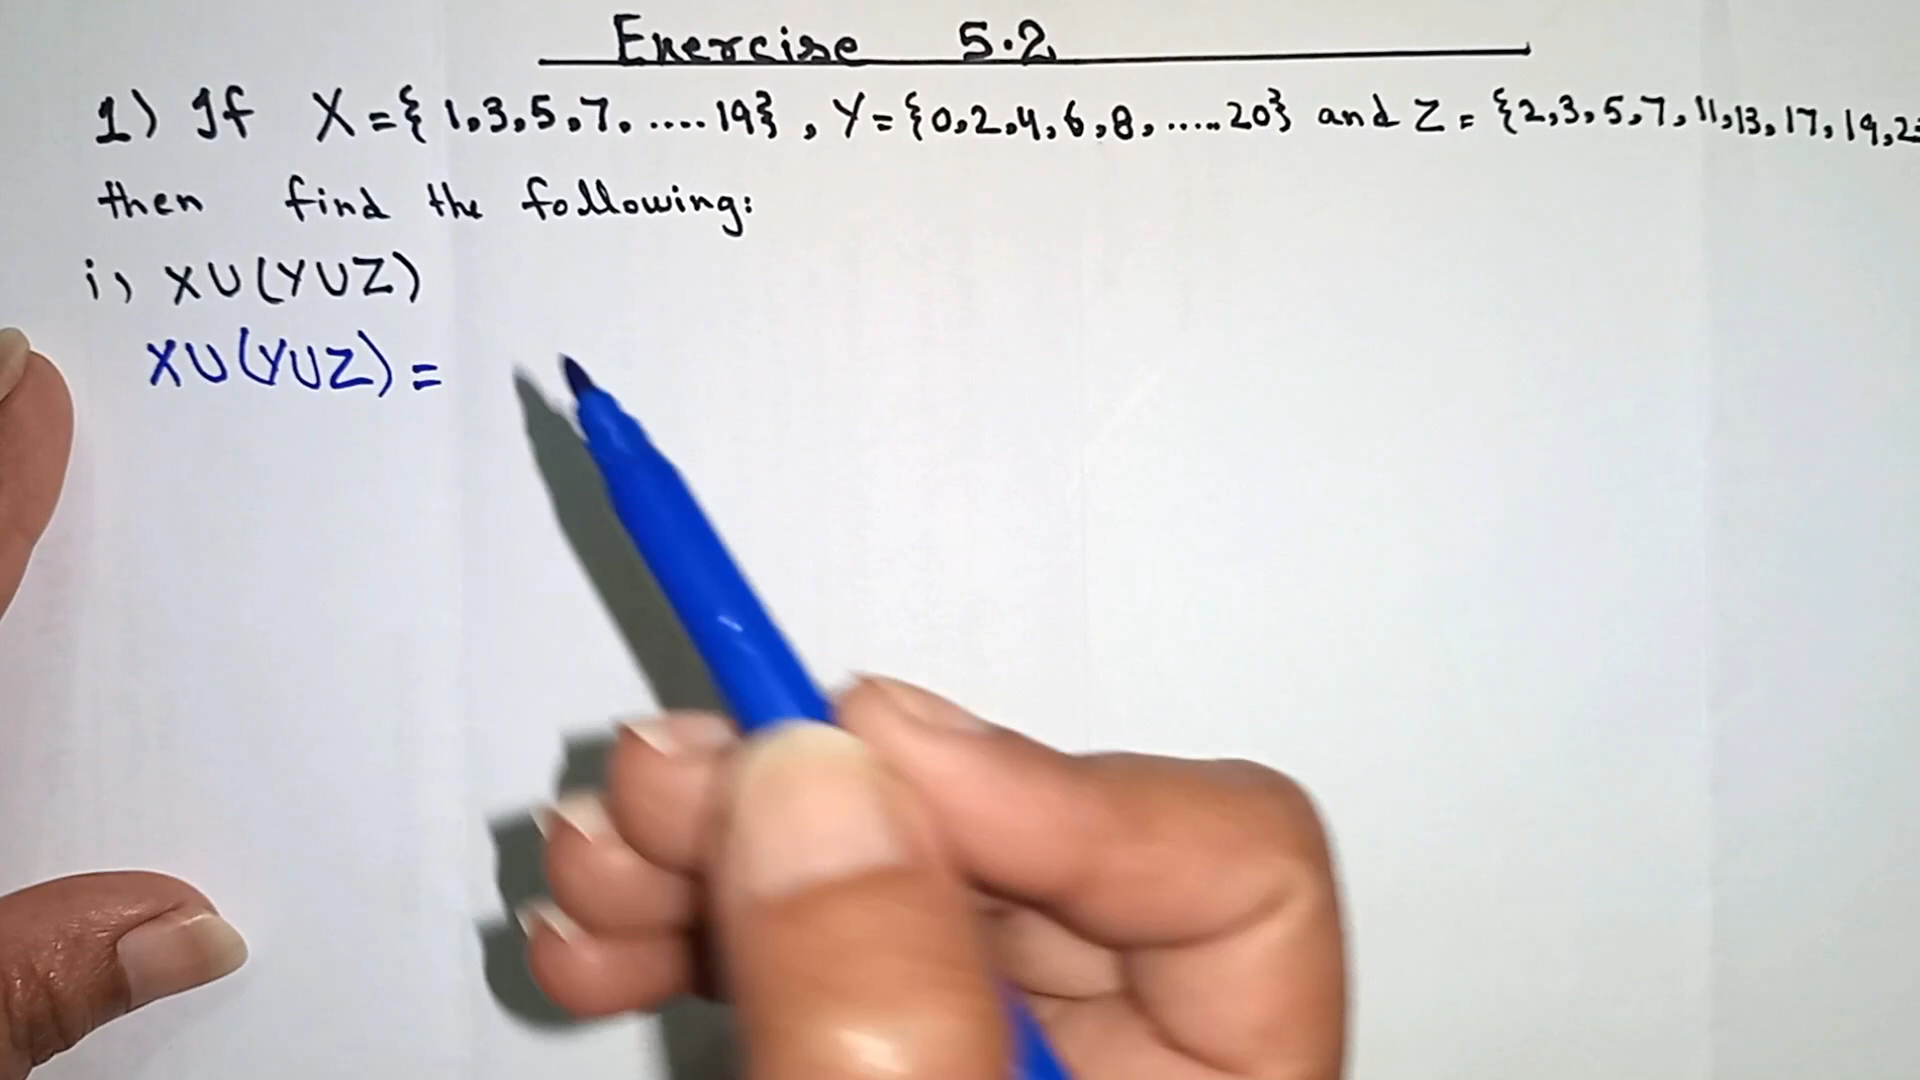 Exercise 5.2
1) If X = { 1,3,5,7. ....19} , Y = {0,2,4,6,8, .....20} and Z = {2,3,5,7,11,13,17,19,2
then find the following:
i) X∪(Y∪Z)
X∪(Y∪Z) =